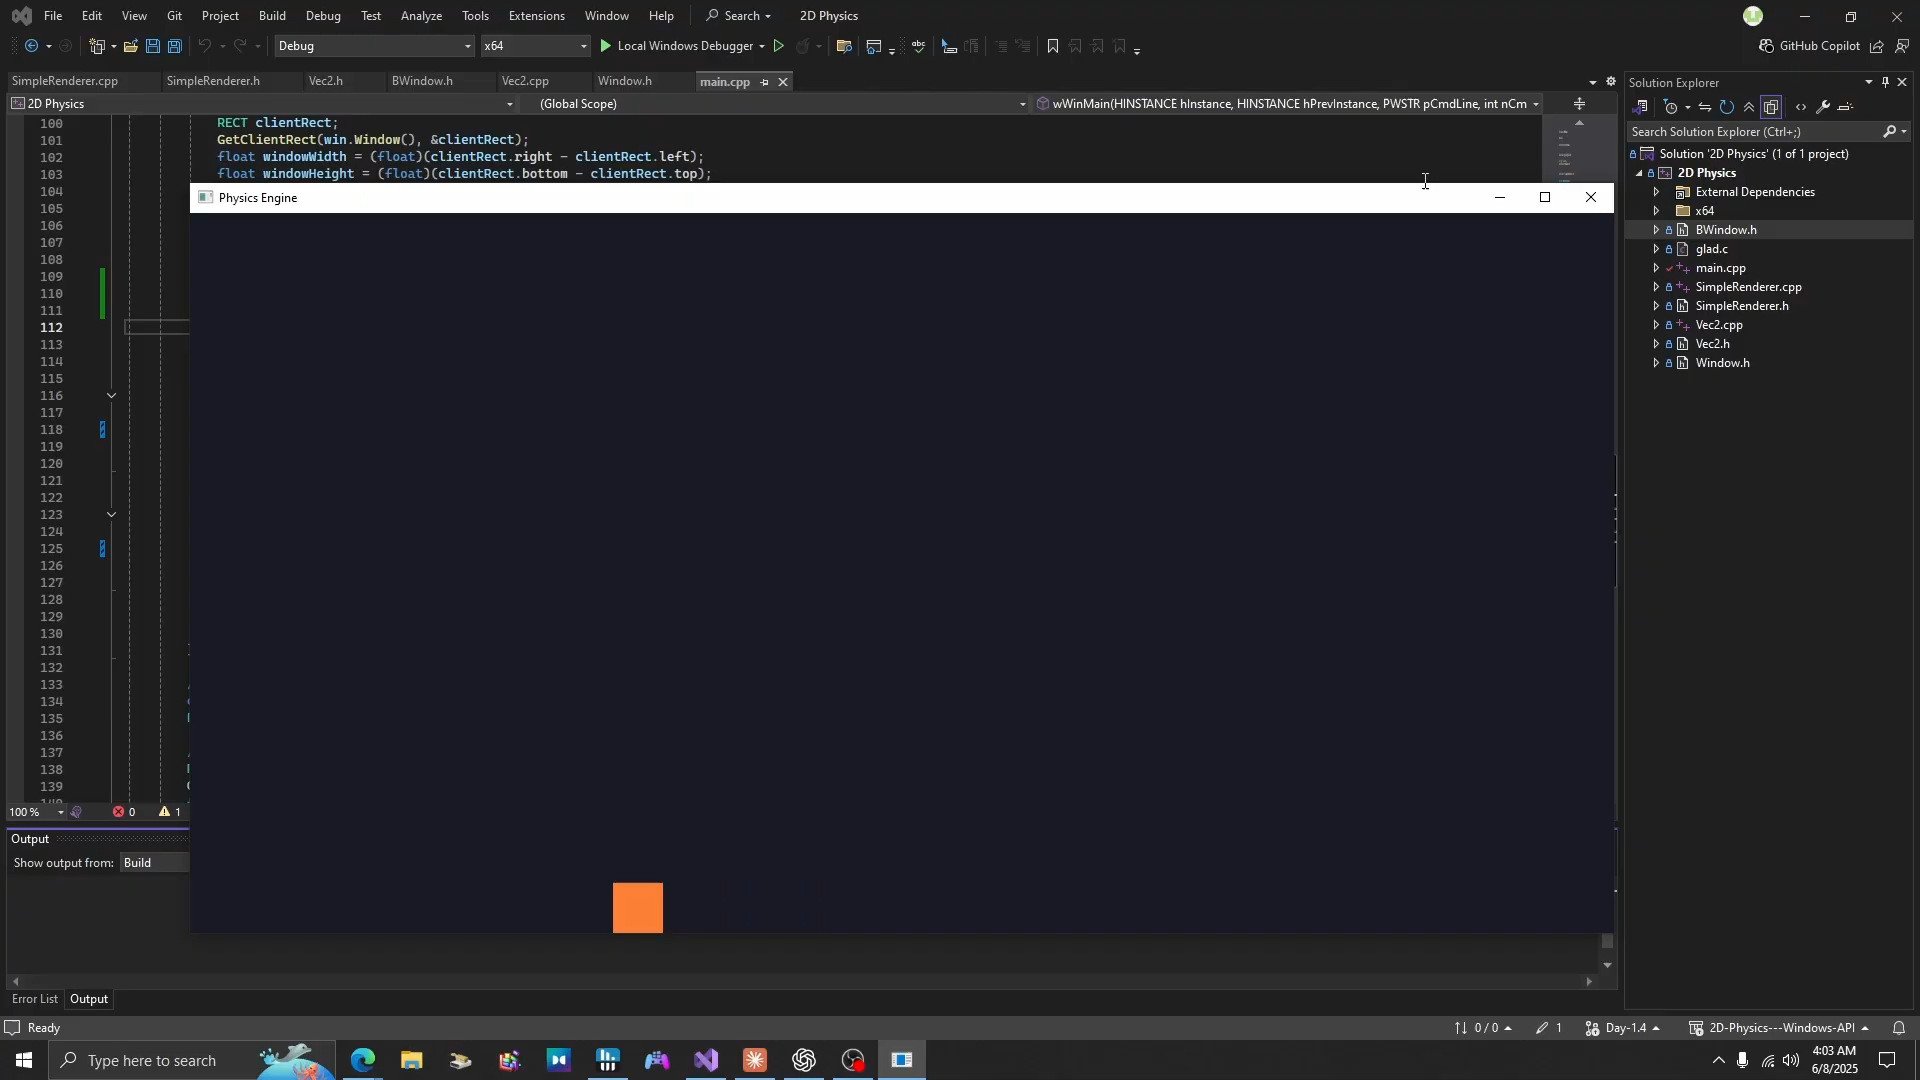 File Edit View Git Project Build Debug Test Analyze Tools Extensions Window Help Search 2D Physics
Debug x64 Local Windows Debugger GitHub Copilot
SimpleRenderer.cpp SimpleRenderer.h Vec2.h BWindow.h Vec2.cpp Window.h main.cpp
2D Physics (Global Scope) wWinMain(HINSTANCE hInstance, HINSTANCE hPrevInstance, PWSTR pCmdLine, int nCm
100 RECT clientRect;
101 GetClientRect(win.Window(), &clientRect);
102 float windowWidth = (float)(clientRect.right - clientRect.left);
103 float windowHeight = (float)(clientRect.bottom - clientRect.top);
104
105
106
107
108
109
110
111
112
113
114
115
116
117
118
119
120
121
122
123
124
125
126
127
128
129
130
131
132
133
134
135
136
137
138
139
Physics Engine
100 % 0 1
Output
Show output from: Build
Error List Output
Solution Explorer
Search Solution Explorer (Ctrl+;)
Solution '2D Physics' (1 of 1 project)
2D Physics
External Dependencies
x64
BWindow.h
glad.c
main.cpp
SimpleRenderer.cpp
SimpleRenderer.h
Vec2.cpp
Vec2.h
Window.h
Ready 0 / 0 1 Day-1.4 2D-Physics---Windows-API
Type here to search
4:03 AM
6/8/2025